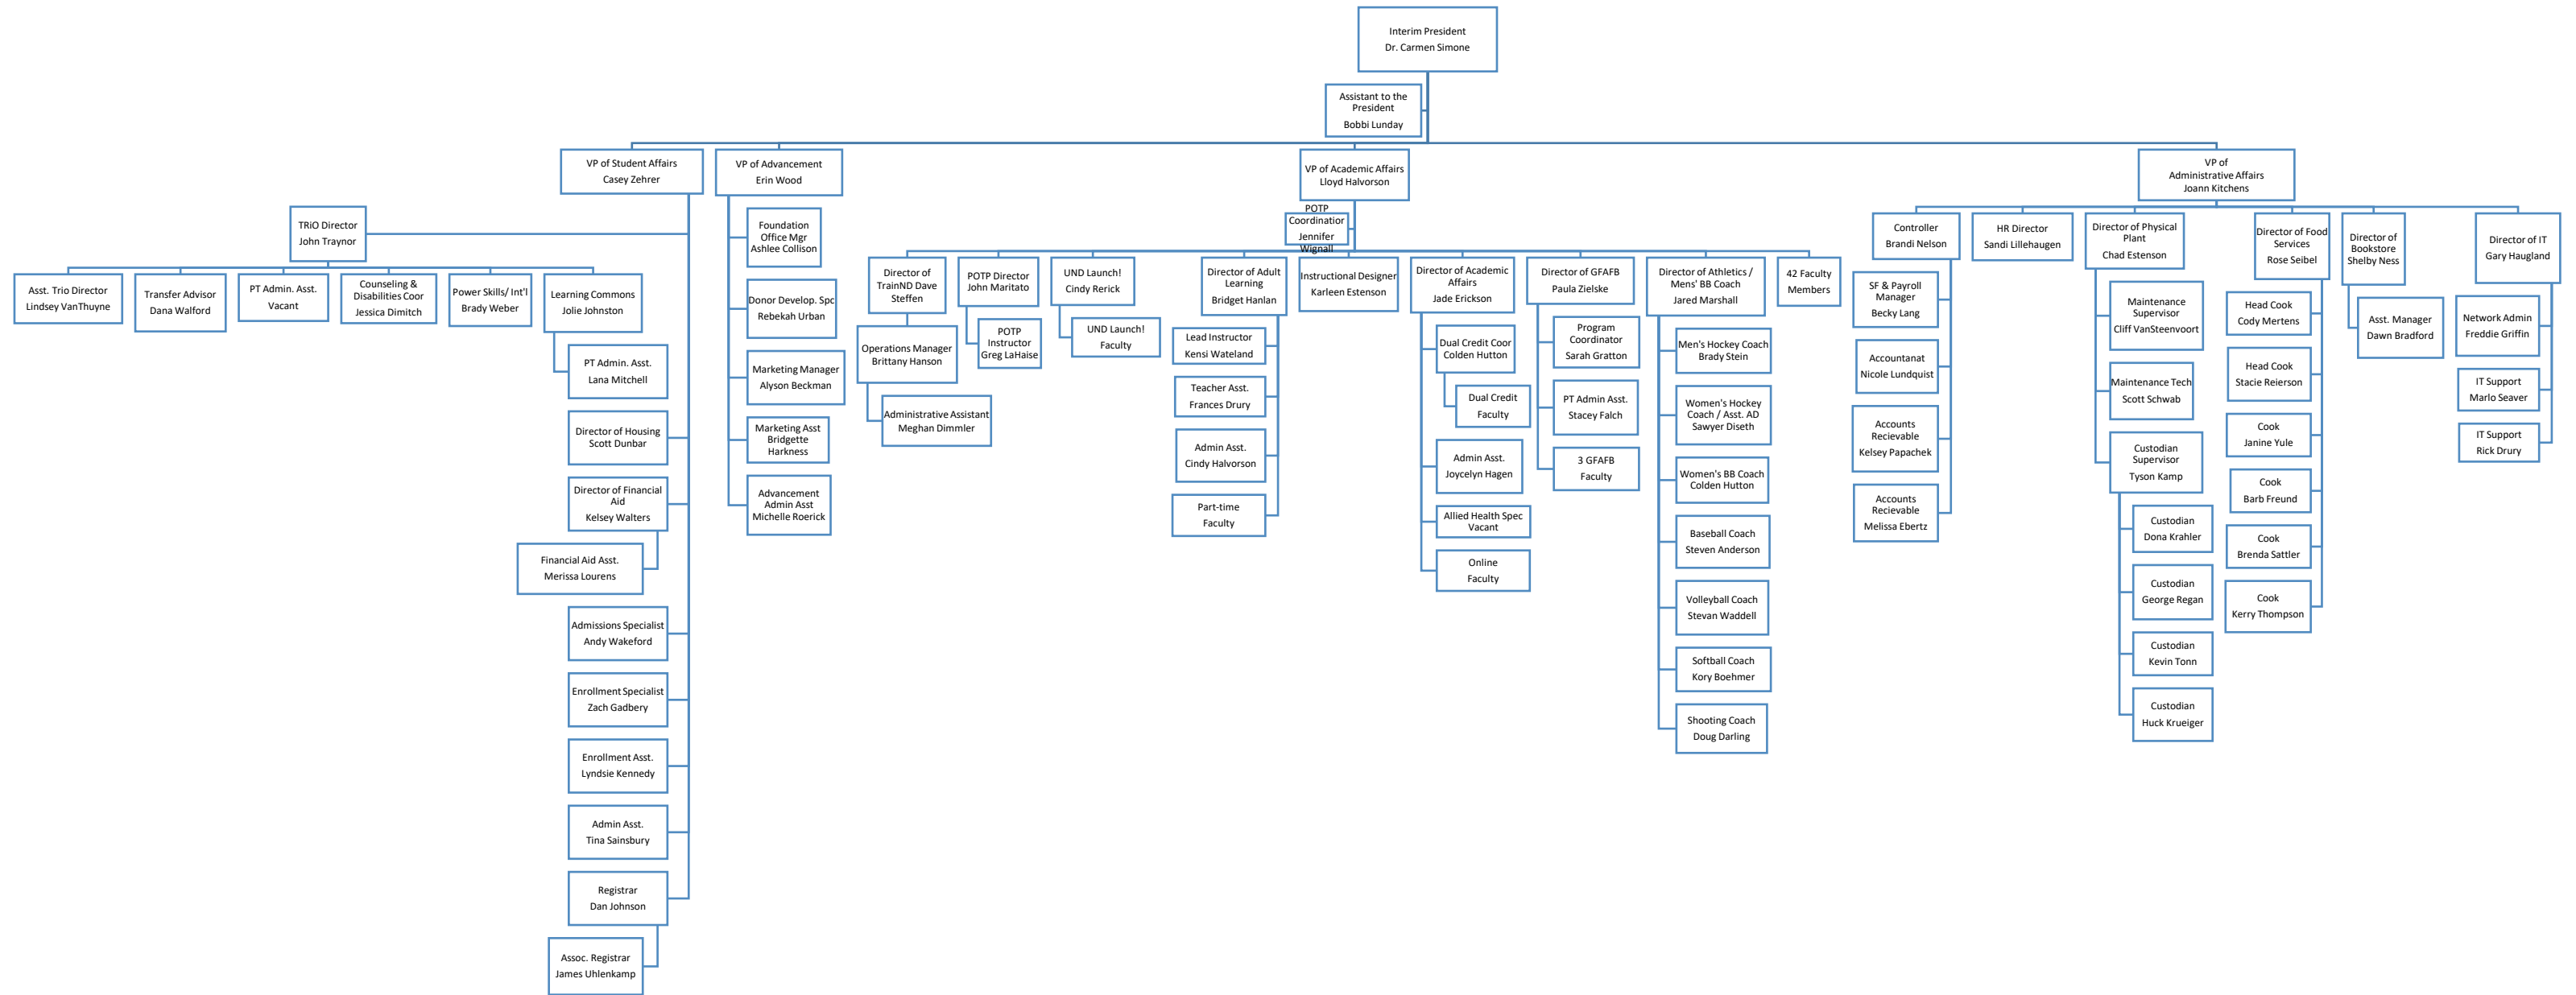 Interim President
Dr. Carmen Simone
Assistant to the
President
Bobbi Lunday
VP of Student Affairs
Casey Zehrer
TRiO Director
John Traynor
Asst. Trio Director
Lindsey VanThuyne
Transfer Advisor
Dana Walford
PT Admin. Asst.
Vacant
Counseling &
Disabilities Coor
Jessica Dimitch
Power Skills/ Int'l
Brady Weber
Learning Commons
Jolie Johnston
PT Admin. Asst.
Lana Mitchell
Director of Housing
Scott Dunbar
Director of Financial
Aid
Kelsey Walters
Financial Aid Asst.
Merissa Lourens
Admissions Specialist
Andy Wakeford
Enrollment Specialist
Zach Gadbery
Enrollment Asst.
Lyndsie Kennedy
Admin Asst.
Tina Sainsbury
Registrar
Dan Johnson
Assoc. Registrar
James Uhlenkamp
VP of Advancement
Erin Wood
Foundation
Office Mgr
Ashlee Collison
Donor Develop. Spc
Rebekah Urban
Marketing Manager
Alyson Beckman
Marketing Asst
Bridgette
Harkness
Advancement
Admin Asst
Michelle Roerick
VP of Academic Affairs
Lloyd Halvorson
POTP
Coordinatior
Jennifer
Wignall
Director of
TrainND Dave
Steffen
Operations Manager
Brittany Hanson
Administrative Assistant
Meghan Dimmler
POTP Director
John Maritato
POTP
Instructor
Greg LaHaise
UND Launch!
Cindy Rerick
UND Launch!
Faculty
Director of Adult
Learning
Bridget Hanlan
Lead Instructor
Kensi Wateland
Teacher Asst.
Frances Drury
Admin Asst.
Cindy Halvorson
Part-time
Faculty
Instructional Designer
Karleen Estenson
Director of Academic
Affairs
Jade Erickson
Dual Credit Coor
Colden Hutton
Dual Credit
Faculty
Admin Asst.
Joycelyn Hagen
Allied Health Spec
Vacant
Online
Faculty
Director of GFAFB
Paula Zielske
Program
Coordinator
Sarah Gratton
PT Admin Asst.
Stacey Falch
3 GFAFB
Faculty
Director of Athletics /
Mens' BB Coach
Jared Marshall
Men's Hockey Coach
Brady Stein
Women's Hockey
Coach / Asst. AD
Sawyer Diseth
Women's BB Coach
Colden Hutton
Baseball Coach
Steven Anderson
Volleyball Coach
Stevan Waddell
Softball Coach
Kory Boehmer
Shooting Coach
Doug Darling
42 Faculty
Members
VP of
Administrative Affairs
Joann Kitchens
Controller
Brandi Nelson
SF & Payroll
Manager
Becky Lang
Accountanat
Nicole Lundquist
Accounts
Recievable
Kelsey Papachek
Accounts
Recievable
Melissa Ebertz
HR Director
Sandi Lillehaugen
Director of Physical
Plant
Chad Estenson
Maintenance
Supervisor
Cliff VanSteenvoort
Maintenance Tech
Scott Schwab
Custodian
Supervisor
Tyson Kamp
Custodian
Dona Krahler
Custodian
George Regan
Custodian
Kevin Tonn
Custodian
Huck Krueiger
Director of Food
Services
Rose Seibel
Head Cook
Cody Mertens
Head Cook
Stacie Reierson
Cook
Janine Yule
Cook
Barb Freund
Cook
Brenda Sattler
Cook
Kerry Thompson
Director of
Bookstore
Shelby Ness
Asst. Manager
Dawn Bradford
Director of IT
Gary Haugland
Network Admin
Freddie Griffin
IT Support
Marlo Seaver
IT Support
Rick Drury